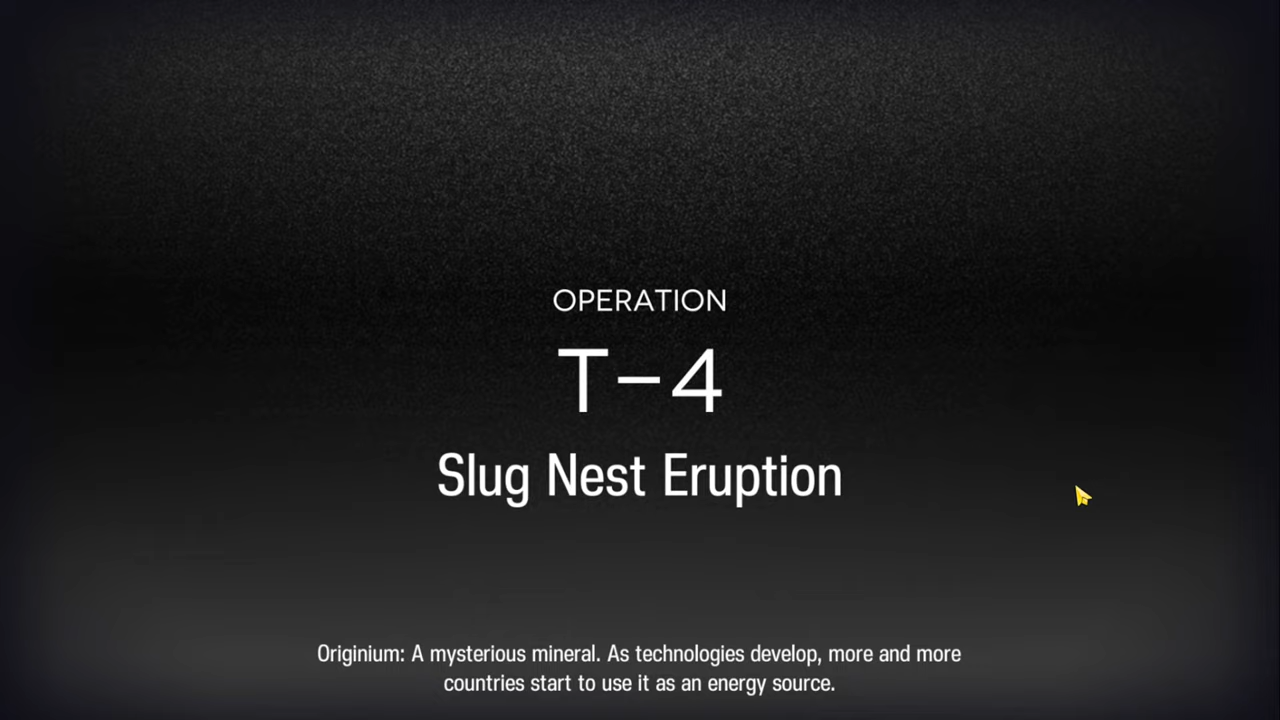 OPERATION
T-4
Slug Nest Eruption
Originium: A mysterious mineral. As technologies develop, more and more
countries start to use it as an energy source.